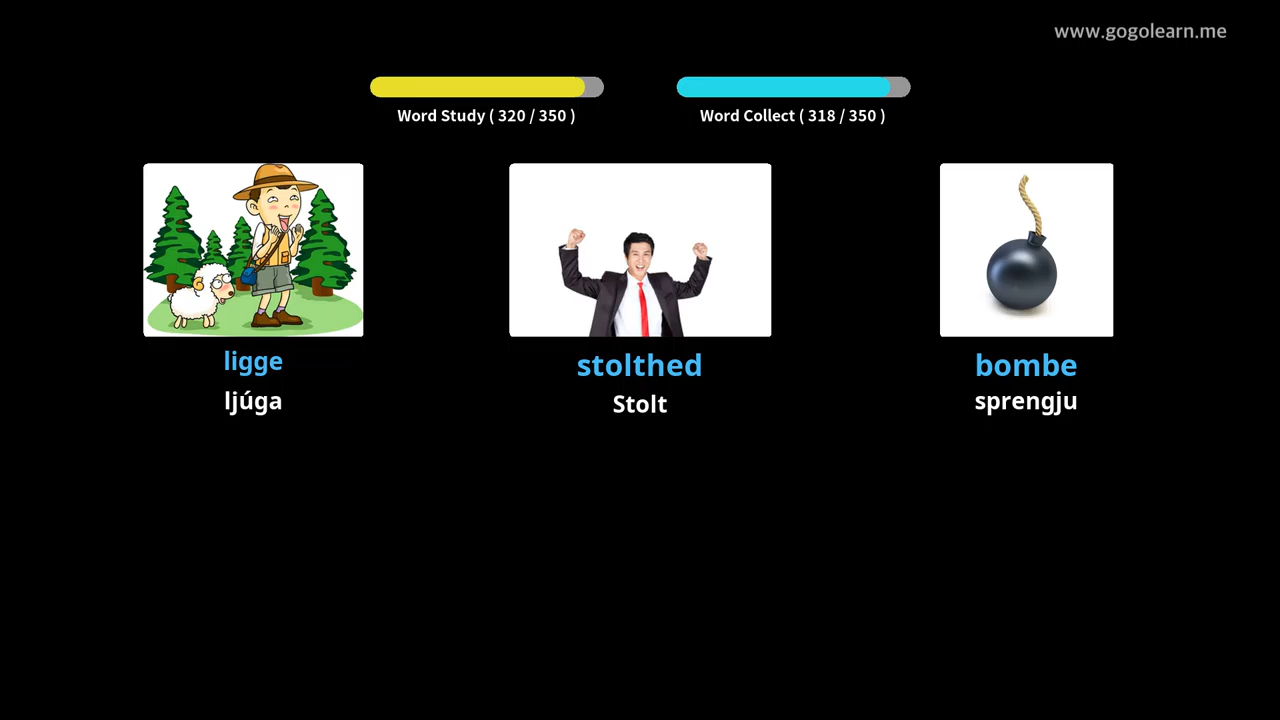 www.gogolearn.me
Word Study ( 320 / 350 )
Word Collect ( 318 / 350 )
ligge
ljúga
stolthed
Stolt
bombe
sprengju